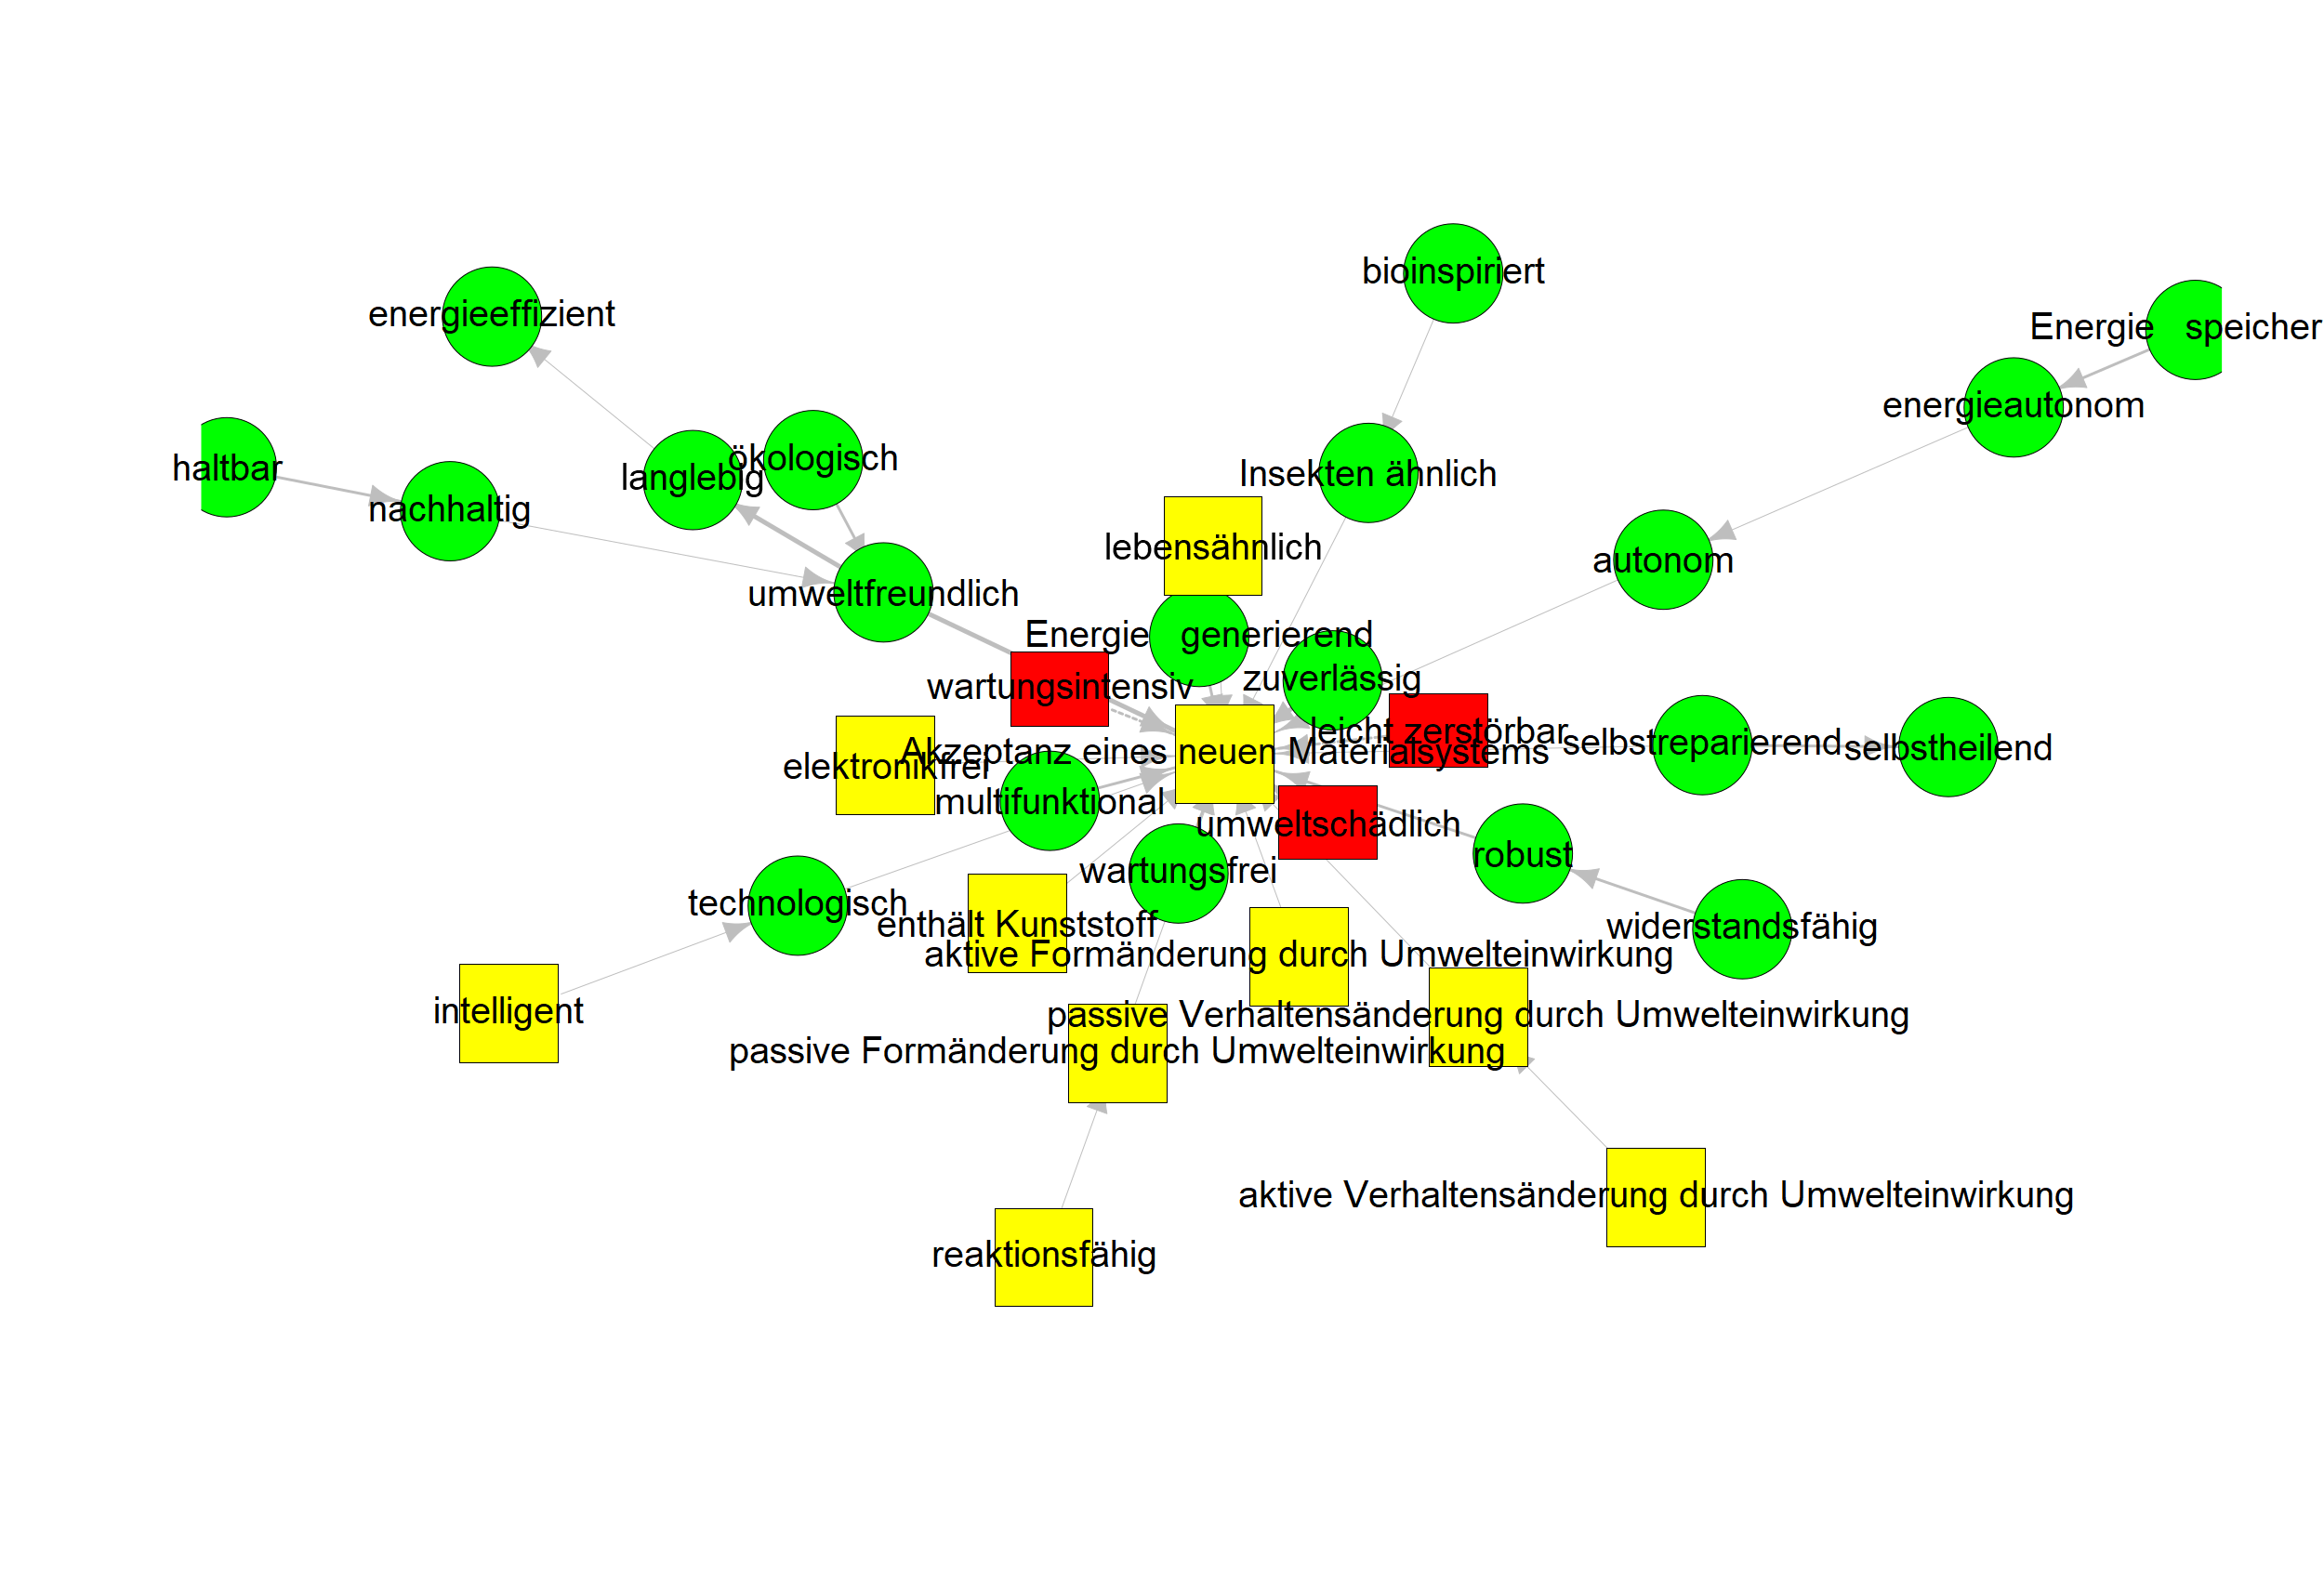 bioinspiriert
energieeffizient
Energie speicher
energieautonom
ökologisch
haltbar
langlebig
Insekten ähnlich
nachhaltig
lebensähnlich
autonom
umweltfreundlich
Energie generierend
zuverlässig
wartungsintensiv
leicht zerstörbar
Akzeptanz eines neuen Materialsystems
selbstreparierend
selbstheilend
elektronikfrei
multifunktional
umweltschädlich
robust
wartungsfrei
technologisch
enthält Kunststoff
widerstandsfähig
aktive Formänderung durch Umwelteinwirkung
intelligent
passive Verhaltensänderung durch Umwelteinwirkung
passive Formänderung durch Umwelteinwirkung
aktive Verhaltensänderung durch Umwelteinwirkung
reaktionsfähig